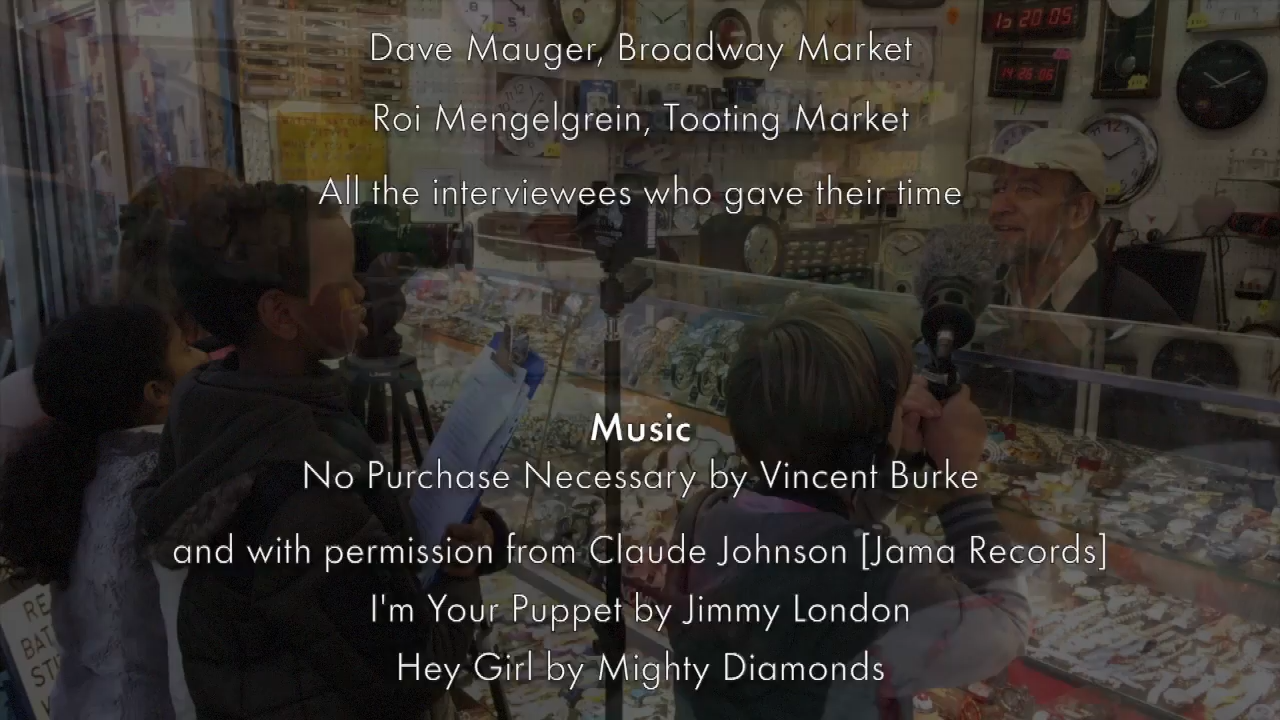 Dave Mauger, Broadway Market
Roi Mengelgrein, Tooting Market
All the interviewees who gave their time
Music
No Purchase Necessary by Vincent Burke
and with permission from Claude Johnson [Jama Records]
I'm Your Puppet by Jimmy London
Hey Girl by Mighty Diamonds